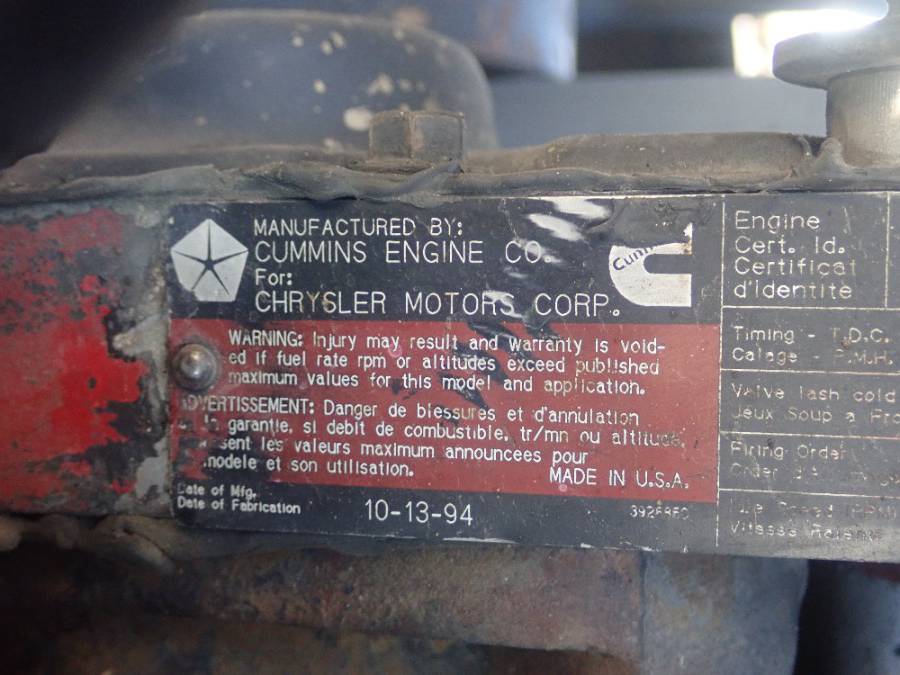 MANUFACTURED BY:
CUMMINS ENGINE CO.
For:
CHRYSLER MOTORS CORP.
WARNING: Injury may result and warranty is void-
ed if fuel rate rpm or altitudes exceed published
maximum values for this model and application.
AVERTISSEMENT: Danger de blessures et d'annulation
la garantie, si debit de combustible, tr/mn ou altitude
les valeurs maximum announcees pour
modele et son utilisation.
MADE IN U.S.A.
Date of Mfg.
Date of Fabrication
10-13-94
Engine
Cert. Id.
Certificat
d'identite
Timing - T.D.C.
Calage - P.M.H.
Valve lash cold
Jeux Soup a
Firing Order
Vitesse